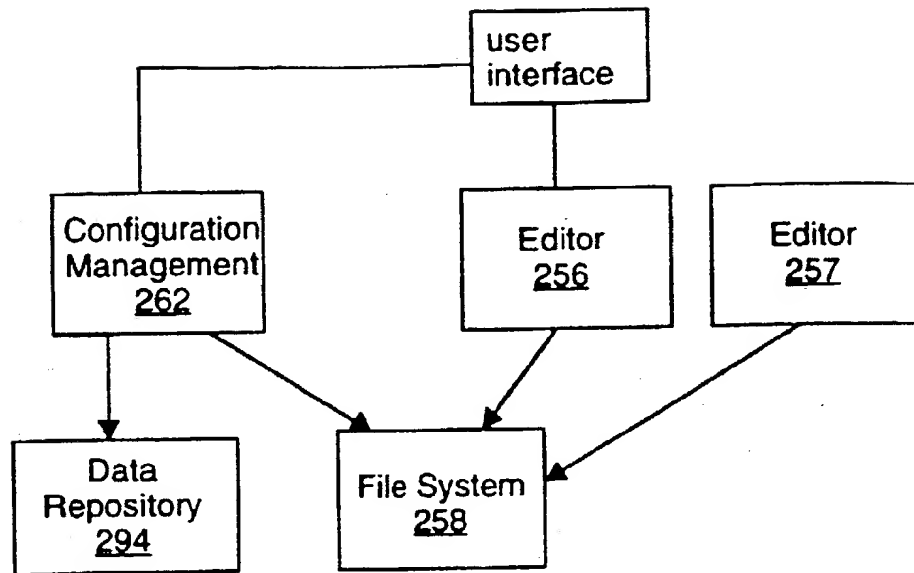 user
interface
Configuration
Management
262
Editor
256
Editor
257
Data
Repository
294
File System
258